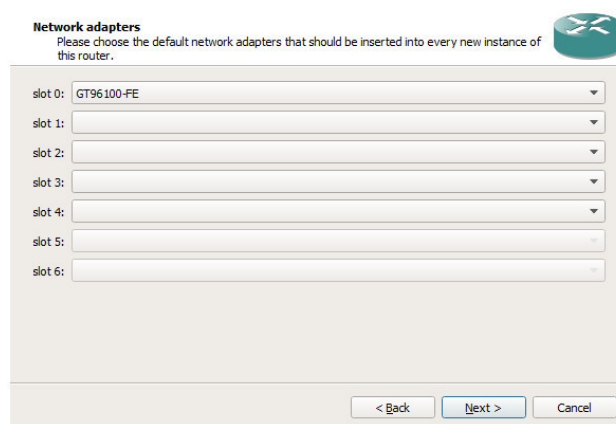 Network adapters
Please choose the default network adapters that should be inserted into every new instance of
this router.
slot 0: GT96100-FE
slot 1:
slot 2:
slot 3:
slot 4:
slot 5:
slot 6:
< Back Next > Cancel